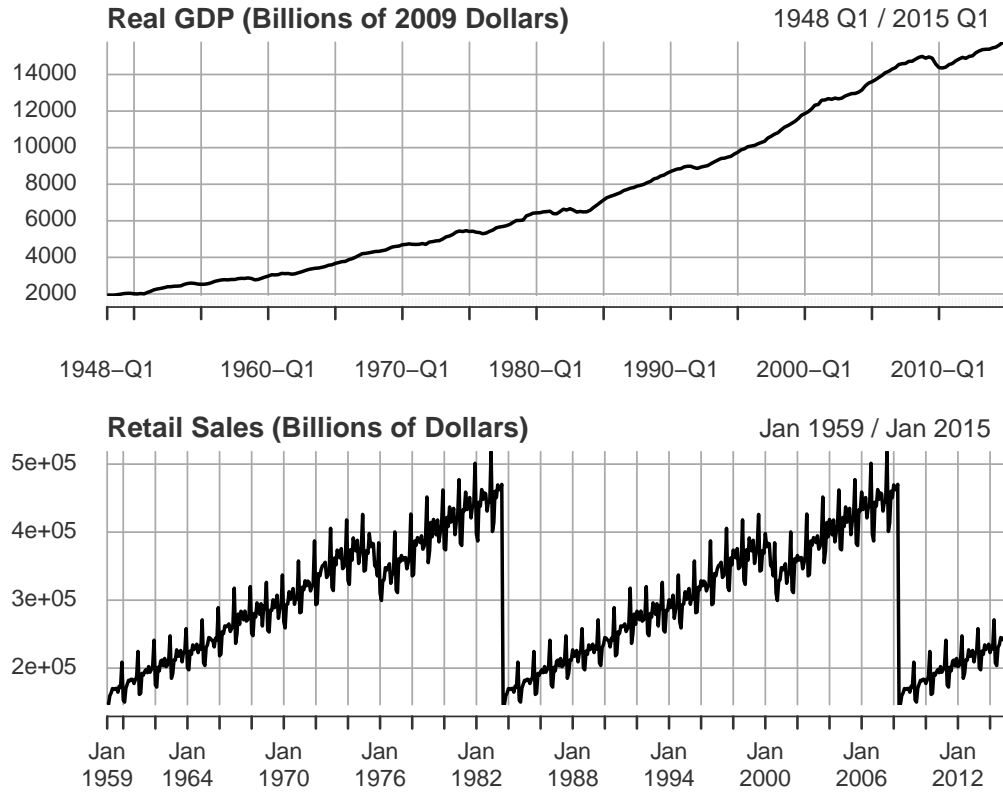 Real GDP (Billions of 2009 Dollars) 1948 Q1 / 2015 Q1
14000
12000
10000
8000
6000
4000
2000
1948–Q1 1960–Q1 1970–Q1 1980–Q1 1990–Q1 2000–Q1 2010–Q1
Retail Sales (Billions of Dollars) Jan 1959 / Jan 2015
5e+05
4e+05
3e+05
2e+05
Jan Jan Jan Jan Jan Jan Jan Jan Jan Jan
1959 1964 1970 1976 1982 1988 1994 2000 2006 2012